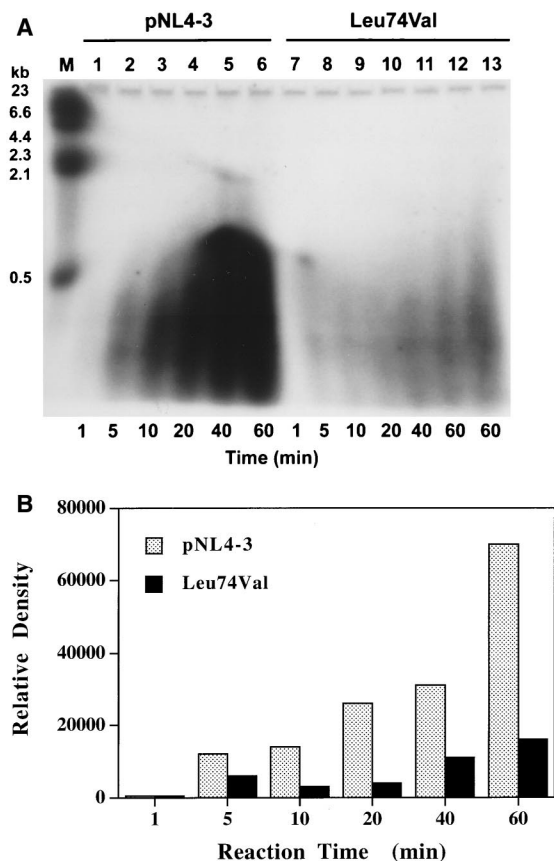 A
pNL4-3 Leu74Val
kb M 1 2 3 4 5 6 7 8 9 10 11 12 13
23
6.6
4.4
2.3
2.1
0.5
1 5 10 20 40 60 1 5 10 20 40 60 60
Time (min)
B
80000
60000
40000
20000
0
Relative Density
pNL4-3
Leu74Val
1 5 10 20 40 60
Reaction Time (min)